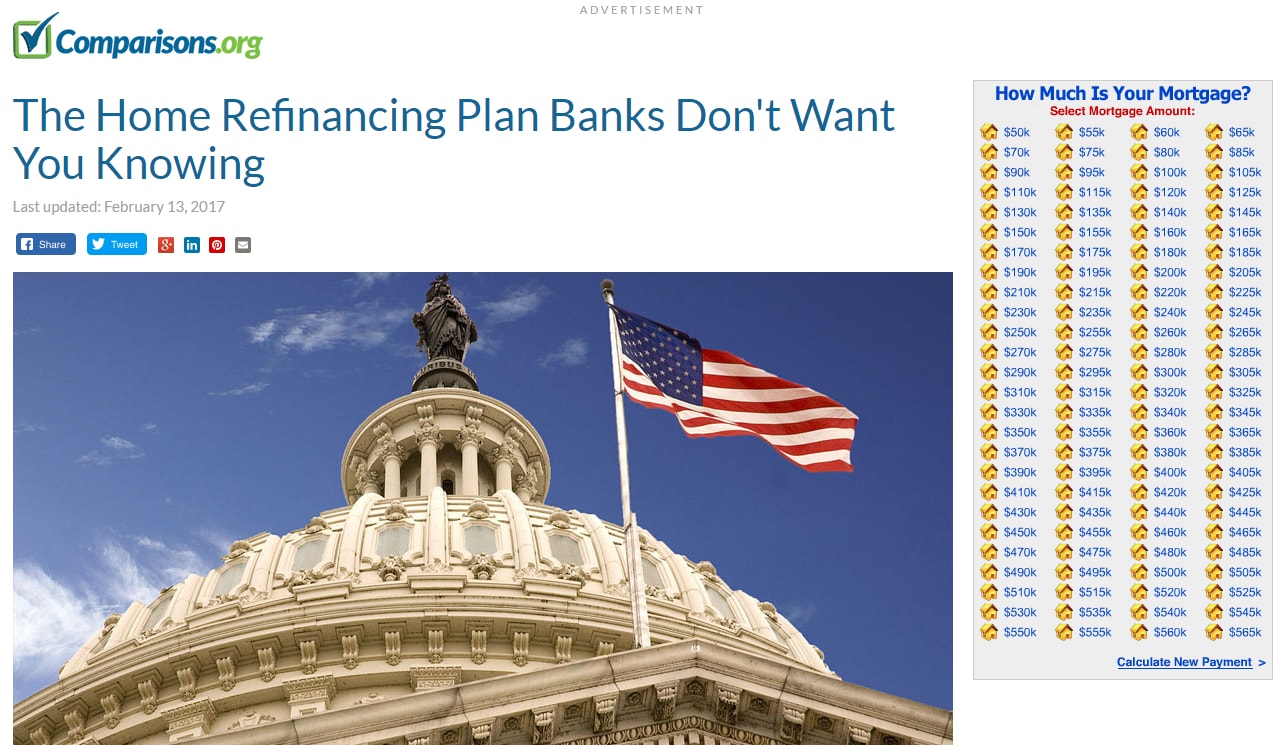 ADVERTISEMENT
Comparisons.org
The Home Refinancing Plan Banks Don't Want
You Knowing
Last updated: February 13, 2017
Share Tweet
PLURIBUS U
How Much Is Your Mortgage?
Select Mortgage Amount:
$50k $55k $60k $65k
$70k $75k $80k $85k
$90k $95k $100k $105k
$110k $115k $120k $125k
$130k $135k $140k $145k
$150k $155k $160k $165k
$170k $175k $180k $185k
$190k $195k $200k $205k
$210k $215k $220k $225k
$230k $235k $240k $245k
$250k $255k $260k $265k
$270k $275k $280k $285k
$290k $295k $300k $305k
$310k $315k $320k $325k
$330k $335k $340k $345k
$350k $355k $360k $365k
$370k $375k $380k $385k
$390k $395k $400k $405k
$410k $415k $420k $425k
$430k $435k $440k $445k
$450k $455k $460k $465k
$470k $475k $480k $485k
$490k $495k $500k $505k
$510k $515k $520k $525k
$530k $535k $540k $545k
$550k $555k $560k $565k
Calculate New Payment >